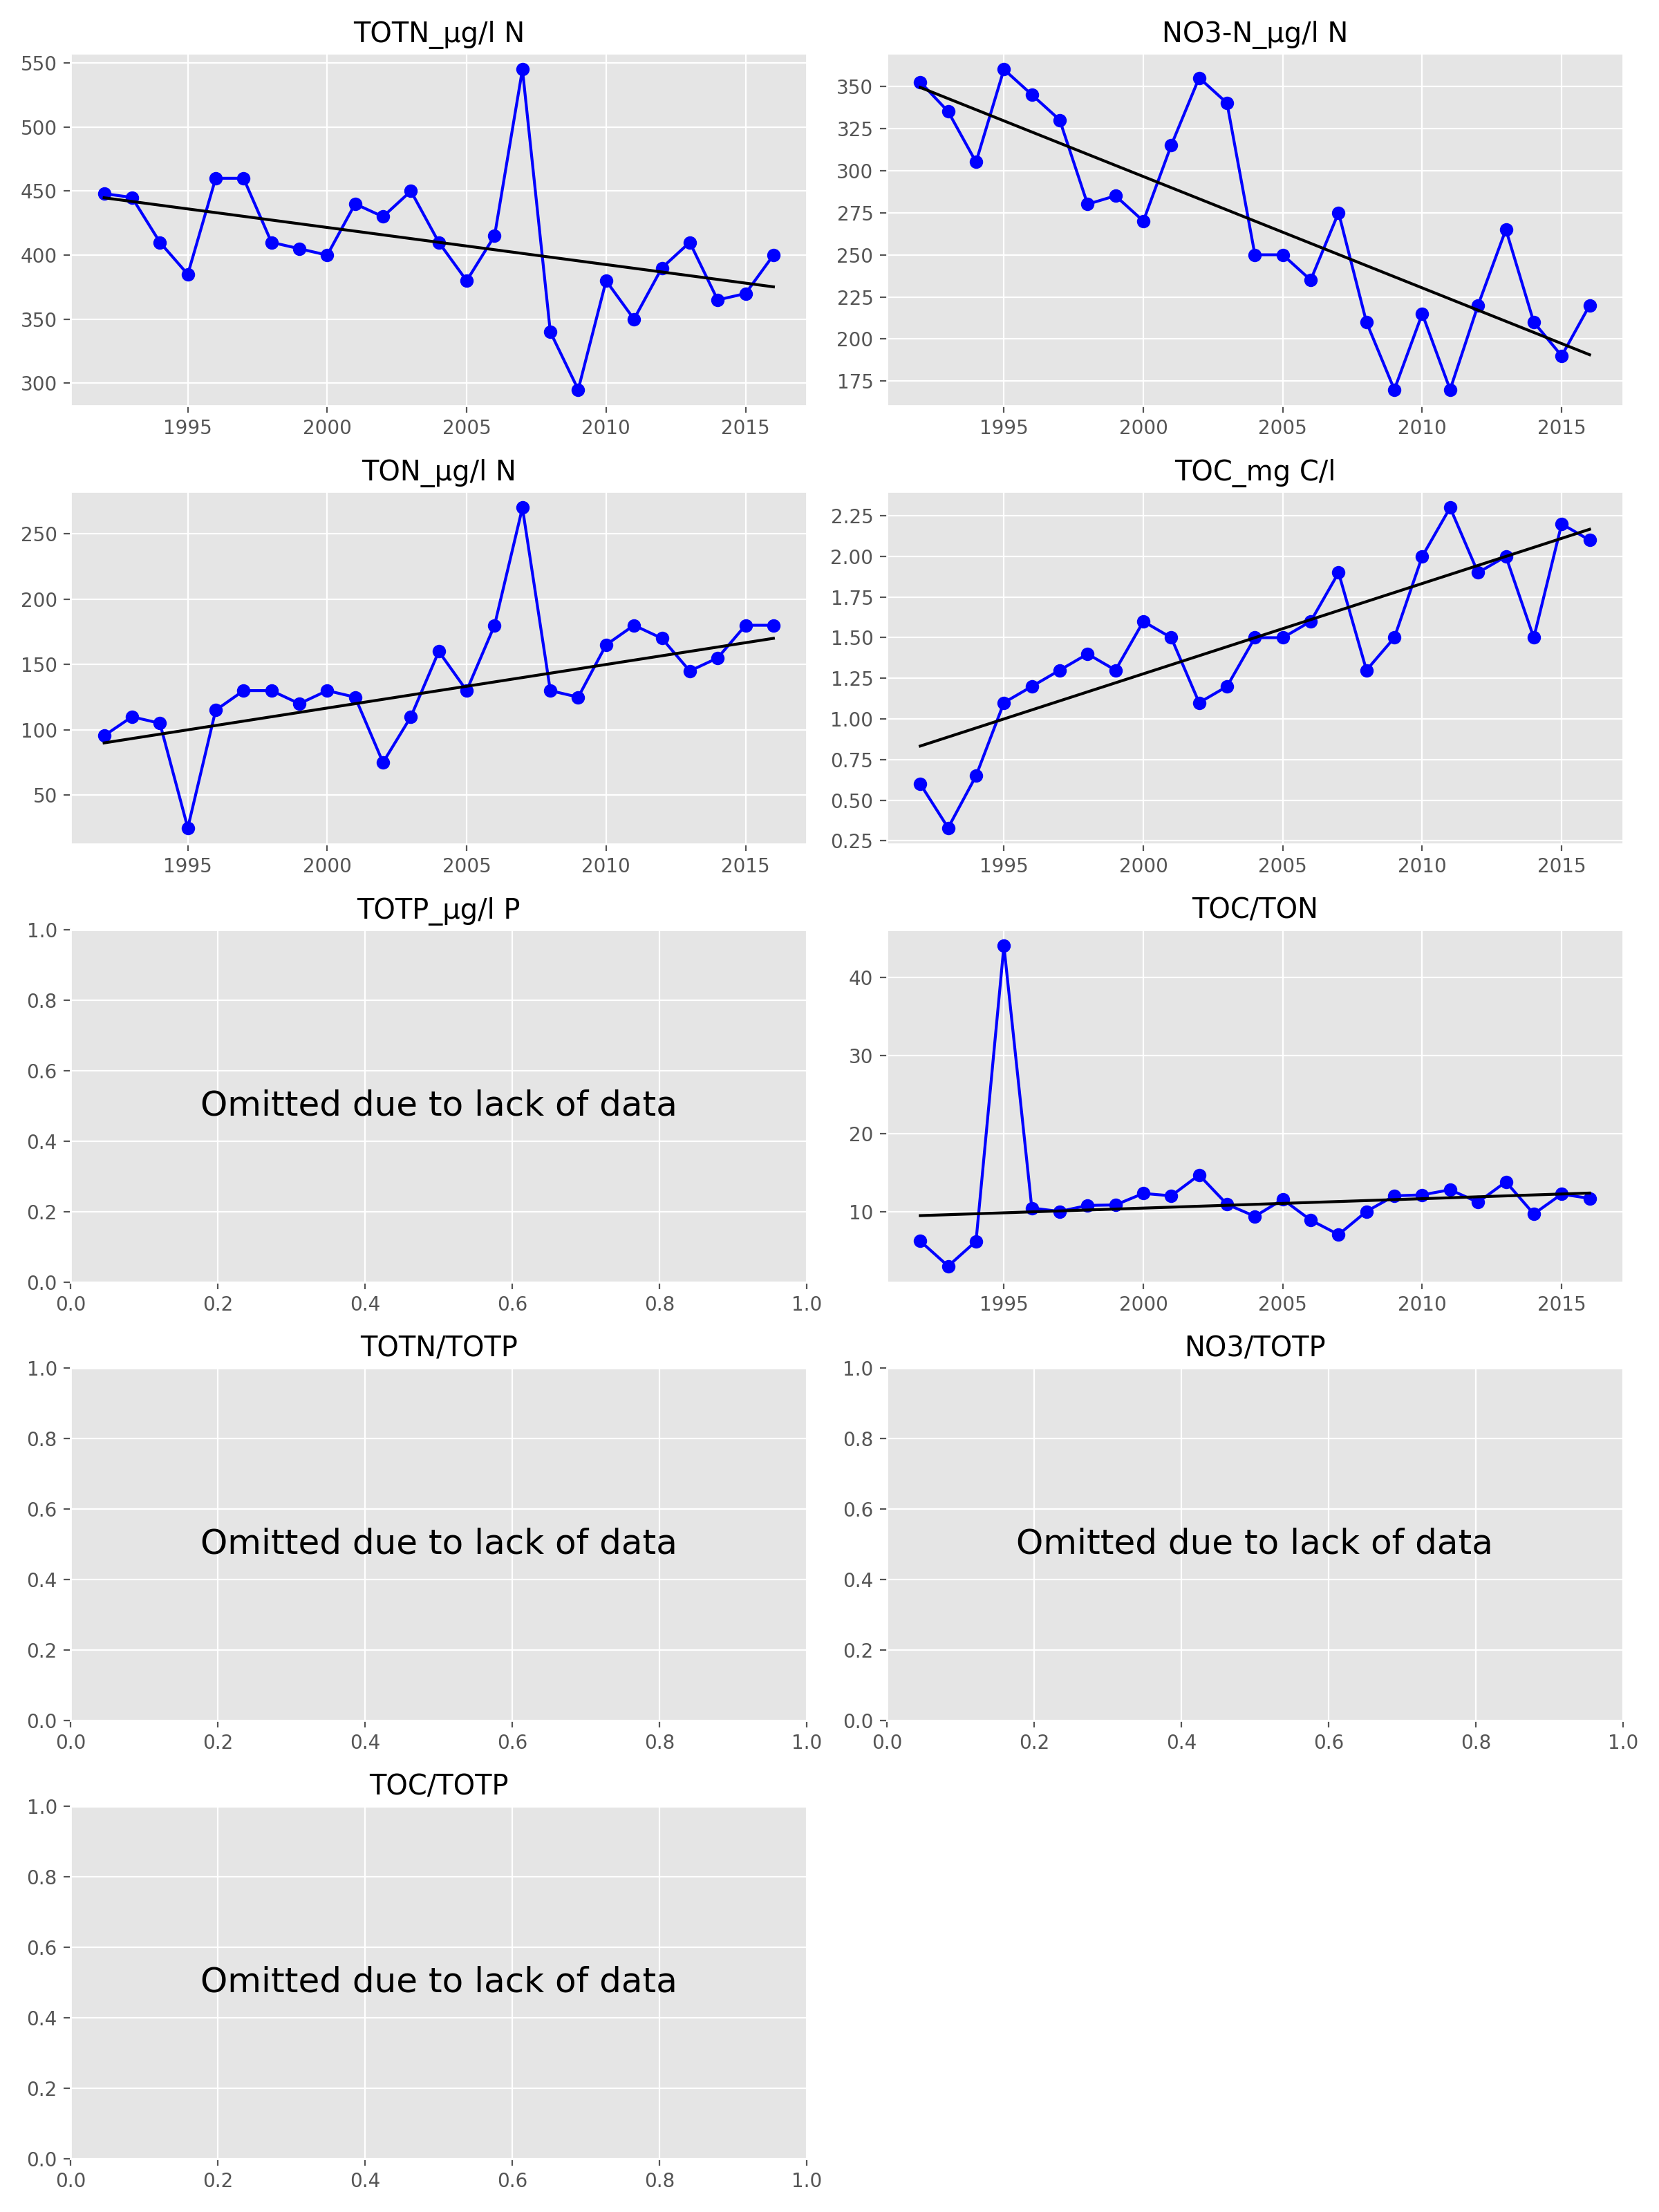 TOTN_µg/l N
550
500
450
400
350
300
1995 2000 2005 2010 2015
NO3-N_µg/l N
350
325
300
275
250
225
200
175
1995 2000 2005 2010 2015
TON_µg/l N
250
200
150
100
50
1995 2000 2005 2010 2015
TOC_mg C/l
2.25
2.00
1.75
1.50
1.25
1.00
0.75
0.50
0.25
1995 2000 2005 2010 2015
TOTP_µg/l P
1.0
0.8
0.6
Omitted due to lack of data
0.4
0.2
0.0
0.0 0.2 0.4 0.6 0.8 1.0
TOC/TON
40
30
20
10
1995 2000 2005 2010 2015
TOTN/TOTP
1.0
0.8
0.6
Omitted due to lack of data
0.4
0.2
0.0
0.0 0.2 0.4 0.6 0.8 1.0
NO3/TOTP
1.0
0.8
0.6
Omitted due to lack of data
0.4
0.2
0.0
0.0 0.2 0.4 0.6 0.8 1.0
TOC/TOTP
1.0
0.8
0.6
Omitted due to lack of data
0.4
0.2
0.0
0.0 0.2 0.4 0.6 0.8 1.0